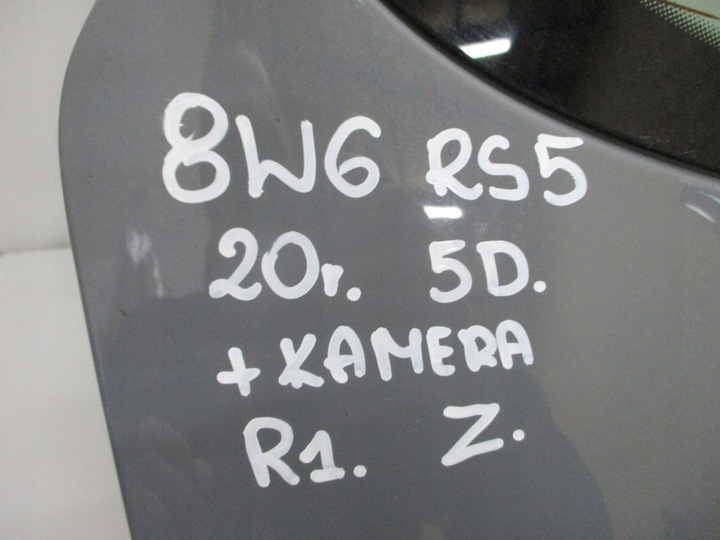 8W6 RS5
20r. 5D.
+KAMERA
R1. Z.